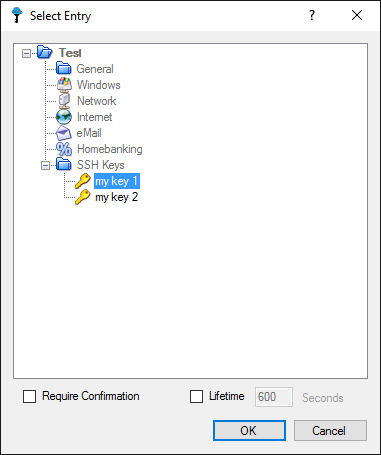 Select Entry
Test
General
Windows
Network
Internet
eMail
Homebanking
SSH Keys
my key 1
my key 2
Require Confirmation
Lifetime 600 Seconds
OK Cancel